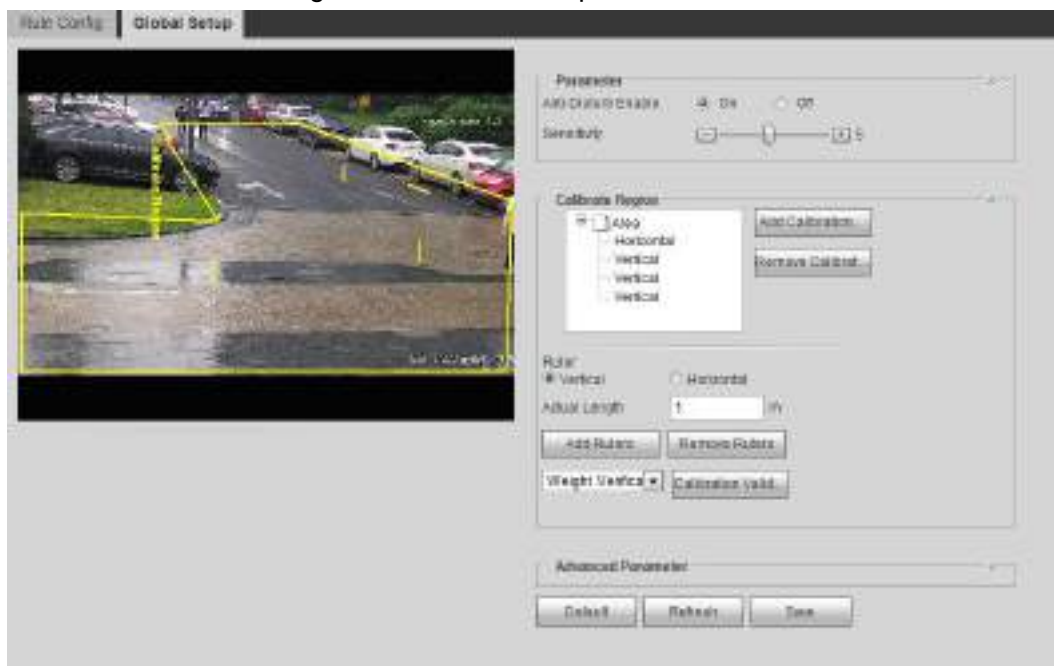 Rule Config Global Setup
Parameter
Anti-Disturb Enable On Off
Sensitivity 5
Calibrate Region
Area
Horizontal
Vertical
Vertical
Vertical
Add Calibration...
Remove Calibrat...
Ruler
Vertical Horizontal
Actual Length 1 m
Add Rulers Remove Rulers
Weight Verifica Calibration Valid...
Advanced Parameter
Default Refresh Save